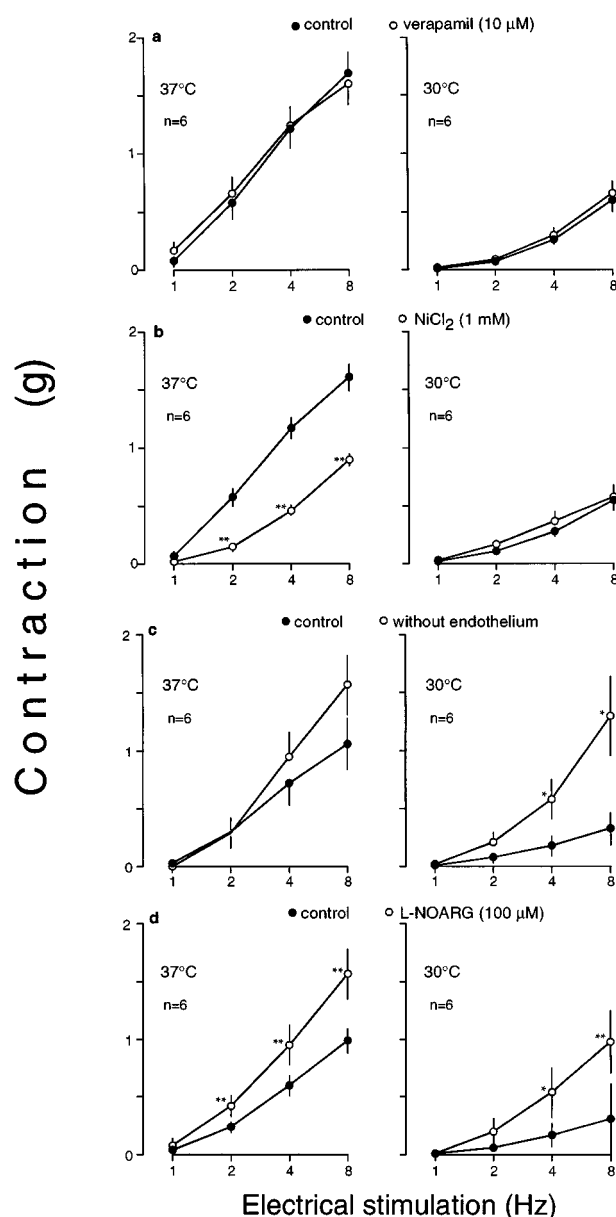 ● control ○ verapamil (10 µM)
a
2
1
0
37°C
n=6
1 2 4 8
30°C
n=6
1 2 4 8
● control ○ NiCl₂ (1 mM)
b
2
1
0
37°C
n=6
**
**
**
1 2 4 8
30°C
n=6
1 2 4 8
● control ○ without endothelium
c
2
1
0
37°C
n=6
1 2 4 8
30°C
n=6
*
*
1 2 4 8
● control ○ L-NOARG (100 µM)
d
2
1
0
37°C
n=6
**
**
**
1 2 4 8
30°C
n=6
**
*
1 2 4 8
Contraction (g)
Electrical stimulation (Hz)